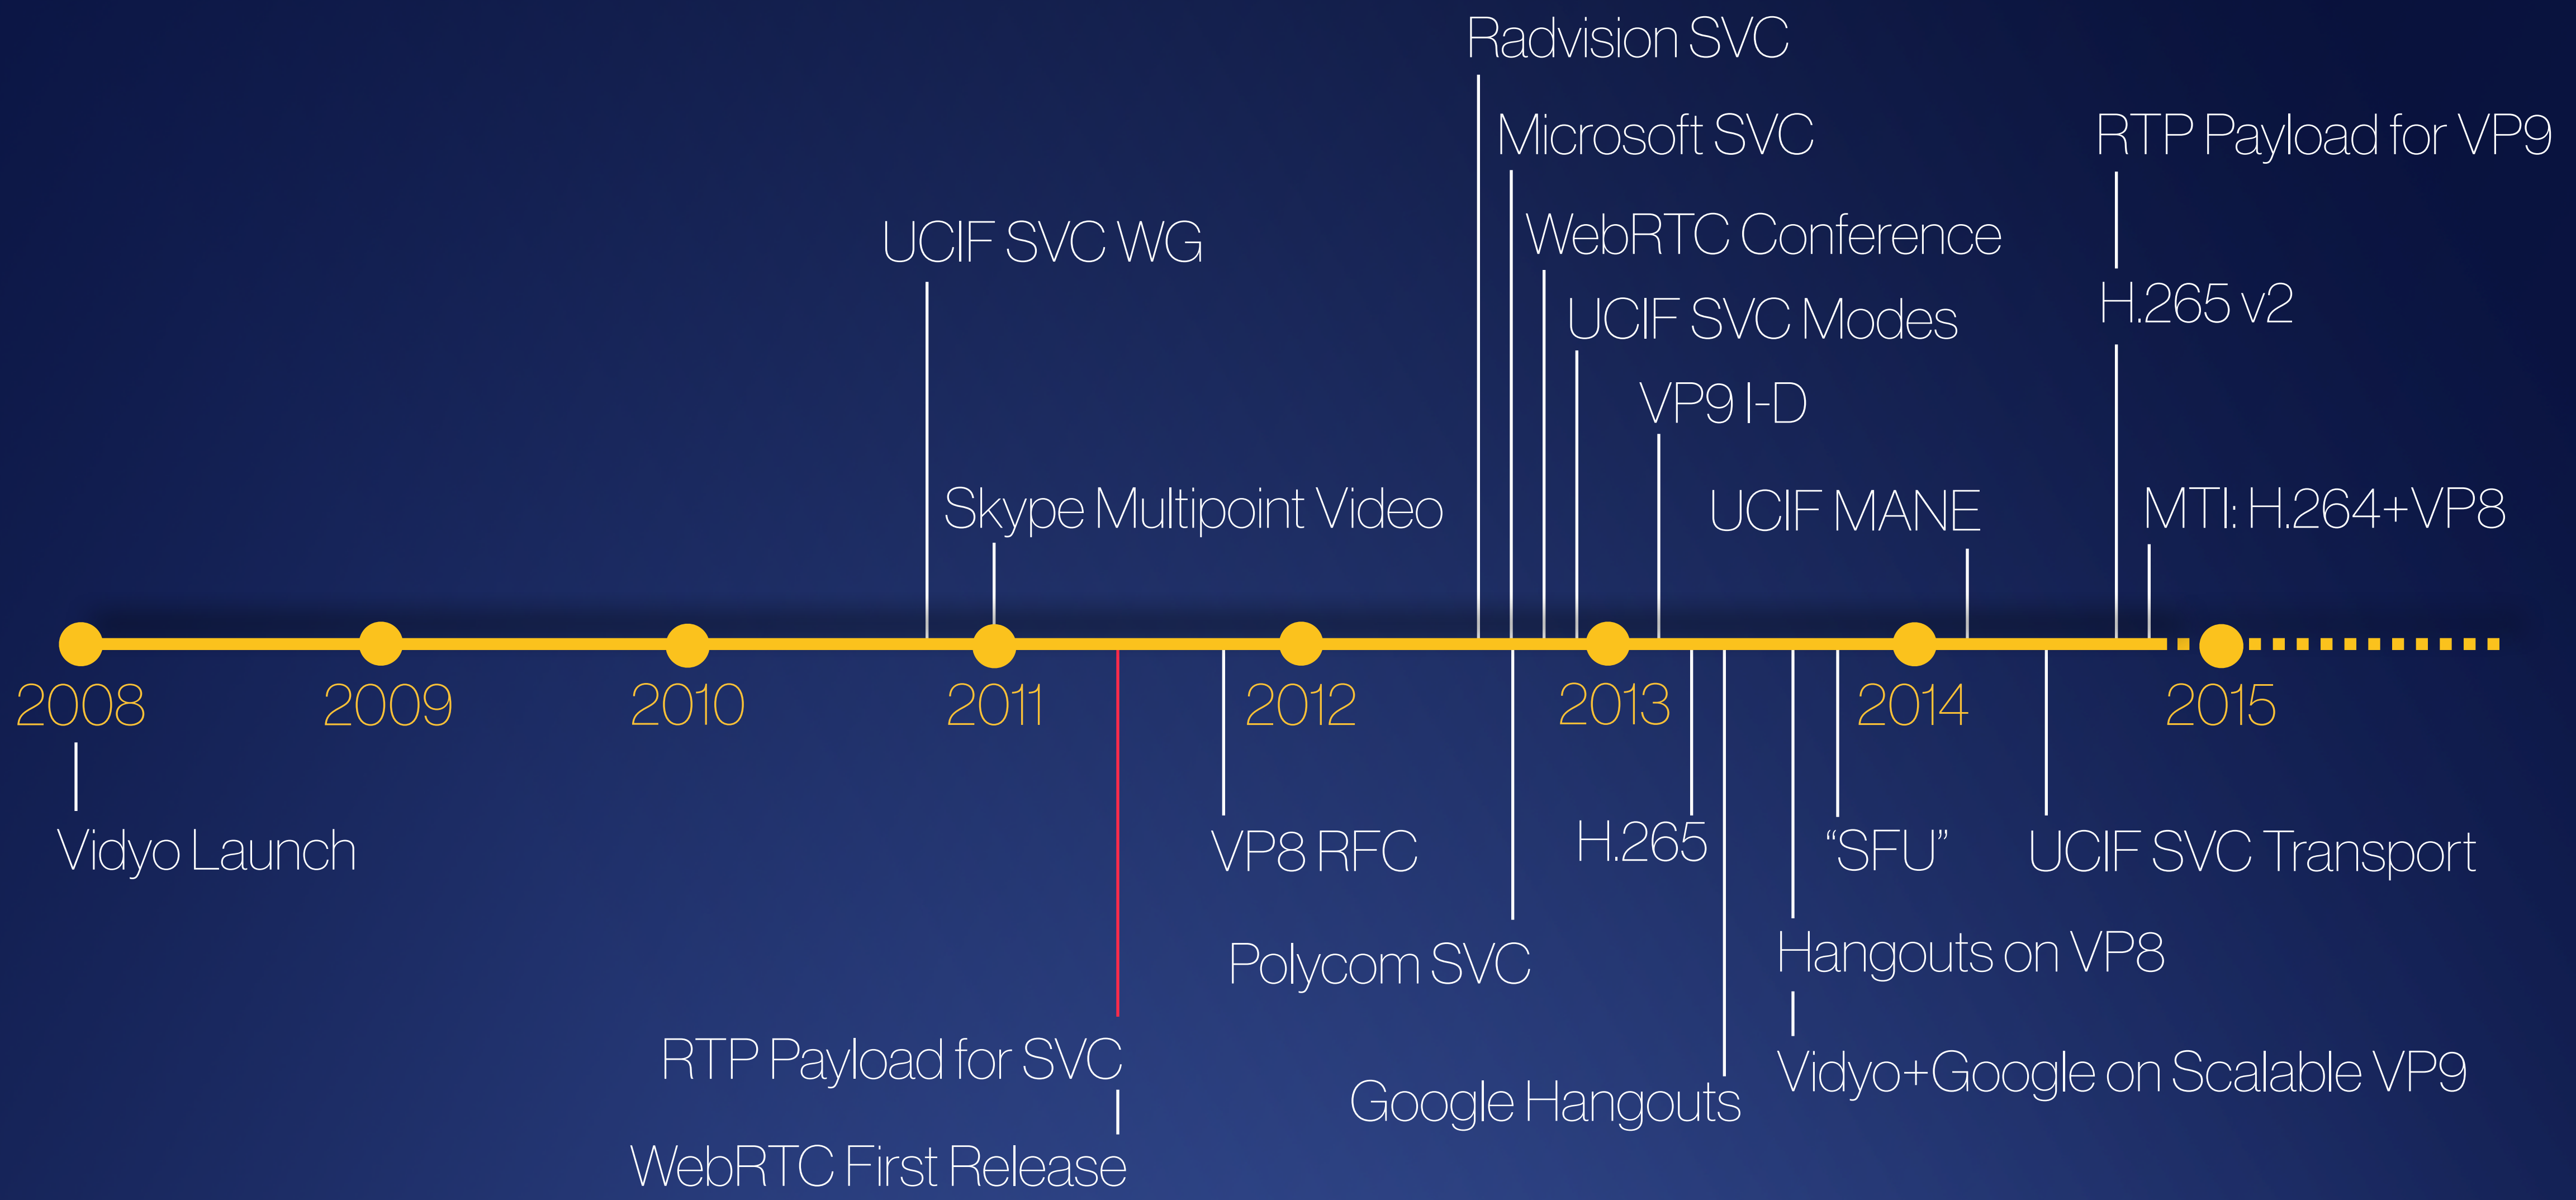 Radvision SVC
Microsoft SVC
RTP Payload for VP9
WebRTC Conference
UCIF SVC WG
H.265 v2
UCIF SVC Modes
VP9 I-D
Skype Multipoint Video
UCIF MANE
MTI: H.264+VP8
2008
2009
2010
2011
2012
2013
2014
2015
Vidyo Launch
VP8 RFC
H.265
“SFU”
UCIF SVC Transport
Polycom SVC
Hangouts on VP8
RTP Payload for SVC
Google Hangouts
Vidyo+Google on Scalable VP9
WebRTC First Release